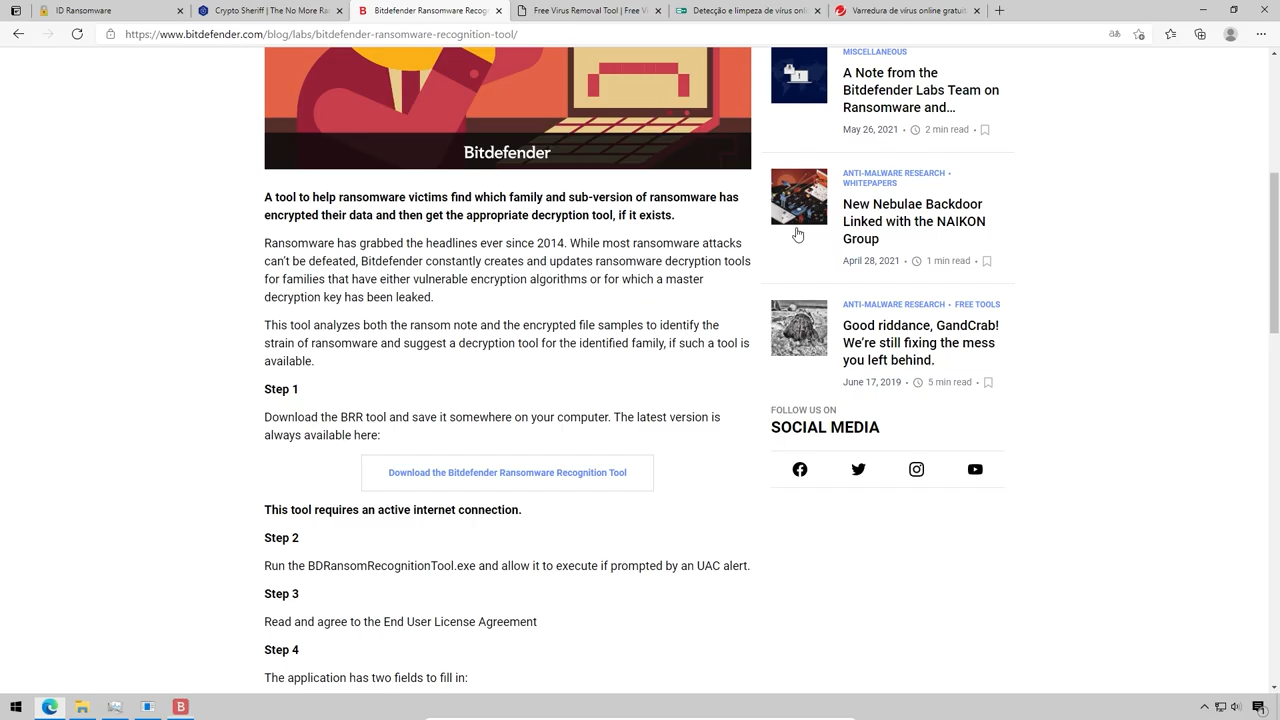 ID Ransomware
Crypto Sheriff | The No More Ran
Bitdefender Ransomware Recog
Free Virus
Dematerialize
Virus removal
https://www.bitdefender.com/blog/labs/bitdefender-ransomware-recognition-tool/
Bitdefender
A tool to help ransomware victims find which family and sub-version of ransomware has
encrypted their data and then get the appropriate decryption tool, if it exists.
Ransomware has grabbed the headlines ever since 2014. While most ransomware attacks
can't be defeated, Bitdefender constantly creates and updates ransomware decryption tools
for families that have either vulnerable encryption algorithms or for which a master
decryption key has been leaked.
This tool analyzes both the ransom note and the encrypted file samples to identify the
strain of ransomware and suggest a decryption tool for the identified family, if such a tool is
available.
Step 1
Download the BRR tool and save it somewhere on your computer. The latest version is
always available here:
Download the Bitdefender Ransomware Recognition Tool
This tool requires an active internet connection.
Step 2
Run the BDRansomRecognitionTool.exe and allow it to execute if prompted by an UAC alert.
Step 3
Read and agree to the End User License Agreement
Step 4
The application has two fields to fill in:
MISCELLANEOUS
A Note from the
Bitdefender Labs Team on
Ransomware and…
May 26, 2021 • 2 min read •
ANTI-MALWARE RESEARCH •
WHITEPAPERS
New Nebulae Backdoor
Linked with the NAIKON
Group
April 28, 2021 • 1 min read •
ANTI-MALWARE RESEARCH • FREE TOOLS
Good riddance, GandCrab!
We're still fixing the mess
you left behind.
June 17, 2019 • 5 min read •
FOLLOW US ON
SOCIAL MEDIA